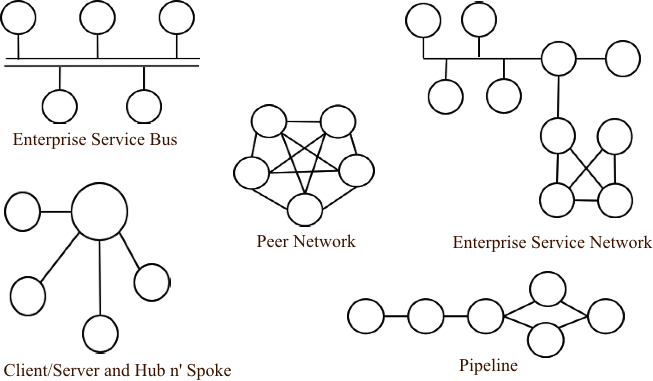 Enterprise Service Bus
Peer Network
Enterprise Service Network
Client/Server and Hub n' Spoke
Pipeline